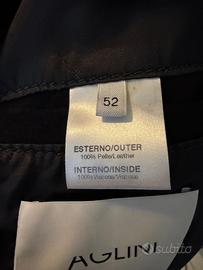 52
ESTERNO/OUTER
100% Pelle/Leather
INTERNO/INSIDE
100% Viscosa/Viscose
AGLINI
subito